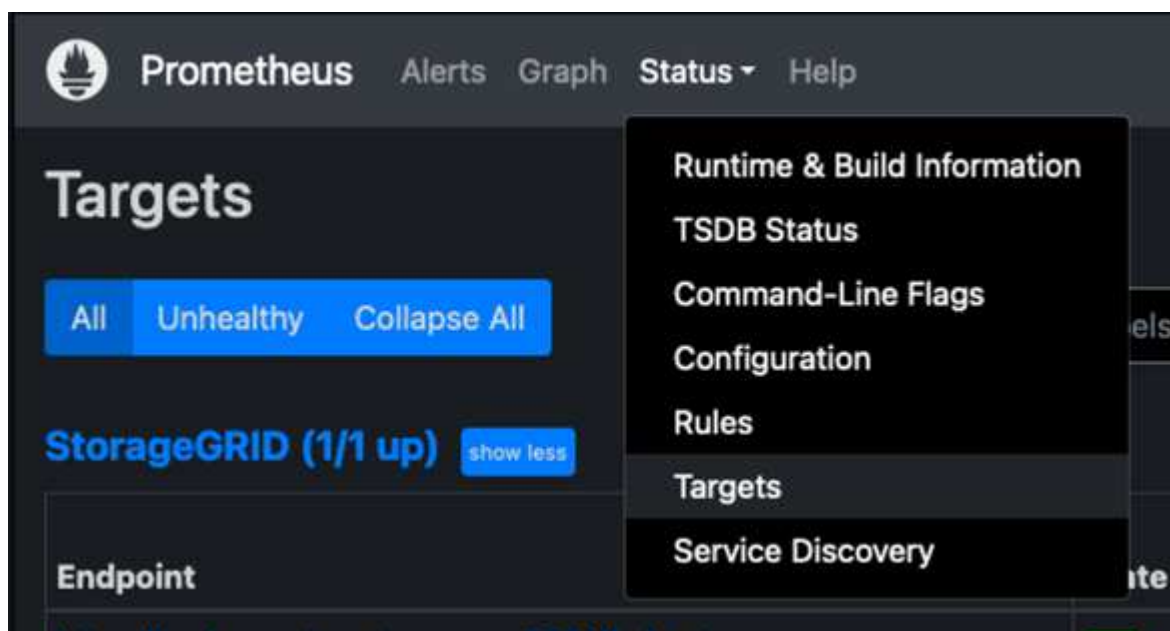 Prometheus Alerts Graph Status Help
Targets
Runtime & Build Information
TSDB Status
Command-Line Flags
Configuration
Rules
Targets
Service Discovery
All Unhealthy Collapse All
StorageGRID (1/1 up) show less
Endpoint